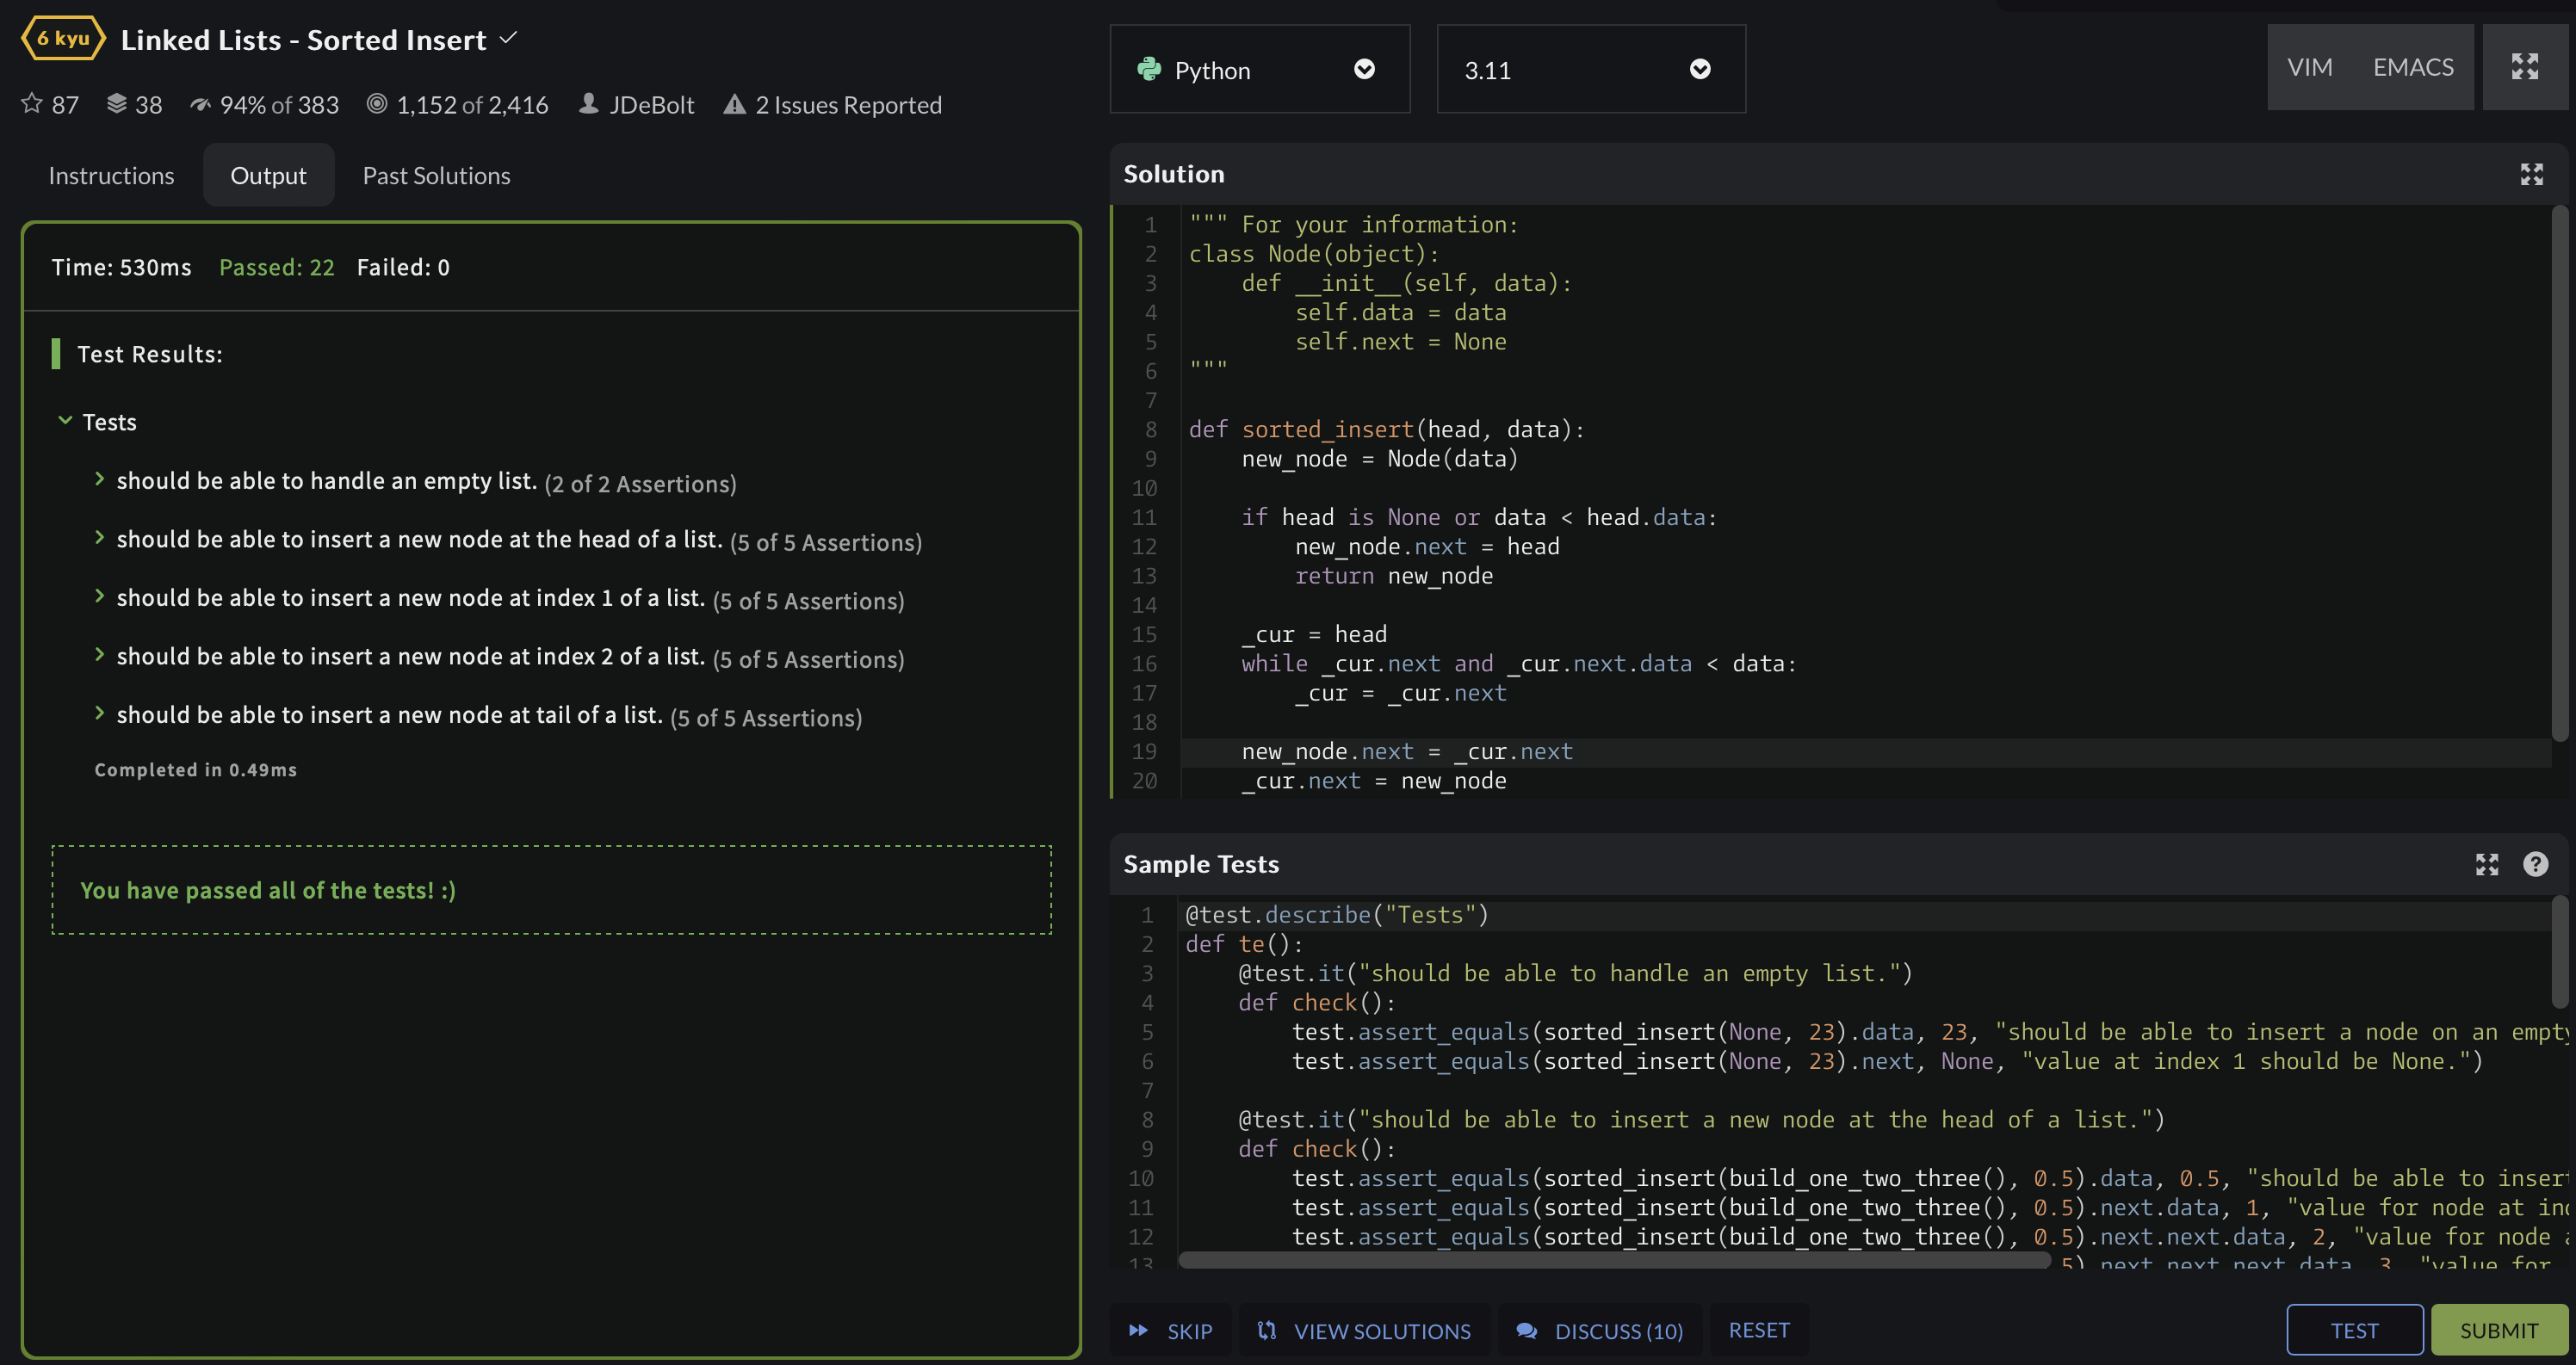 6 kyu Linked Lists - Sorted Insert
87 38 94% of 383 1,152 of 2,416 JDeBolt 2 Issues Reported
Instructions Output Past Solutions
Time: 530ms Passed: 22 Failed: 0
Test Results:
Tests
should be able to handle an empty list. (2 of 2 Assertions)
should be able to insert a new node at the head of a list. (5 of 5 Assertions)
should be able to insert a new node at index 1 of a list. (5 of 5 Assertions)
should be able to insert a new node at index 2 of a list. (5 of 5 Assertions)
should be able to insert a new node at tail of a list. (5 of 5 Assertions)
Completed in 0.49ms
You have passed all of the tests! :)
Python 3.11 VIM EMACS
Solution
1 """ For your information:
2 class Node(object):
3     def __init__(self, data):
4         self.data = data
5         self.next = None
6 """
7
8 def sorted_insert(head, data):
9     new_node = Node(data)
10
11     if head is None or data < head.data:
12         new_node.next = head
13         return new_node
14
15     _cur = head
16     while _cur.next and _cur.next.data < data:
17         _cur = _cur.next
18
19     new_node.next = _cur.next
20     _cur.next = new_node
Sample Tests
1 @test.describe("Tests")
2 def te():
3     @test.it("should be able to handle an empty list.")
4     def check():
5         test.assert_equals(sorted_insert(None, 23).data, 23, "should be able to insert a node on an empty
6         test.assert_equals(sorted_insert(None, 23).next, None, "value at index 1 should be None.")
7
8     @test.it("should be able to insert a new node at the head of a list.")
9     def check():
10         test.assert_equals(sorted_insert(build_one_two_three(), 0.5).data, 0.5, "should be able to insert
11         test.assert_equals(sorted_insert(build_one_two_three(), 0.5).next.data, 1, "value for node at
12         test.assert_equals(sorted_insert(build_one_two_three(), 0.5).next.next.data, 2, "value for node
13 5).next.next.next.data, 3, "value for
SKIP VIEW SOLUTIONS DISCUSS (10) RESET TEST SUBMIT